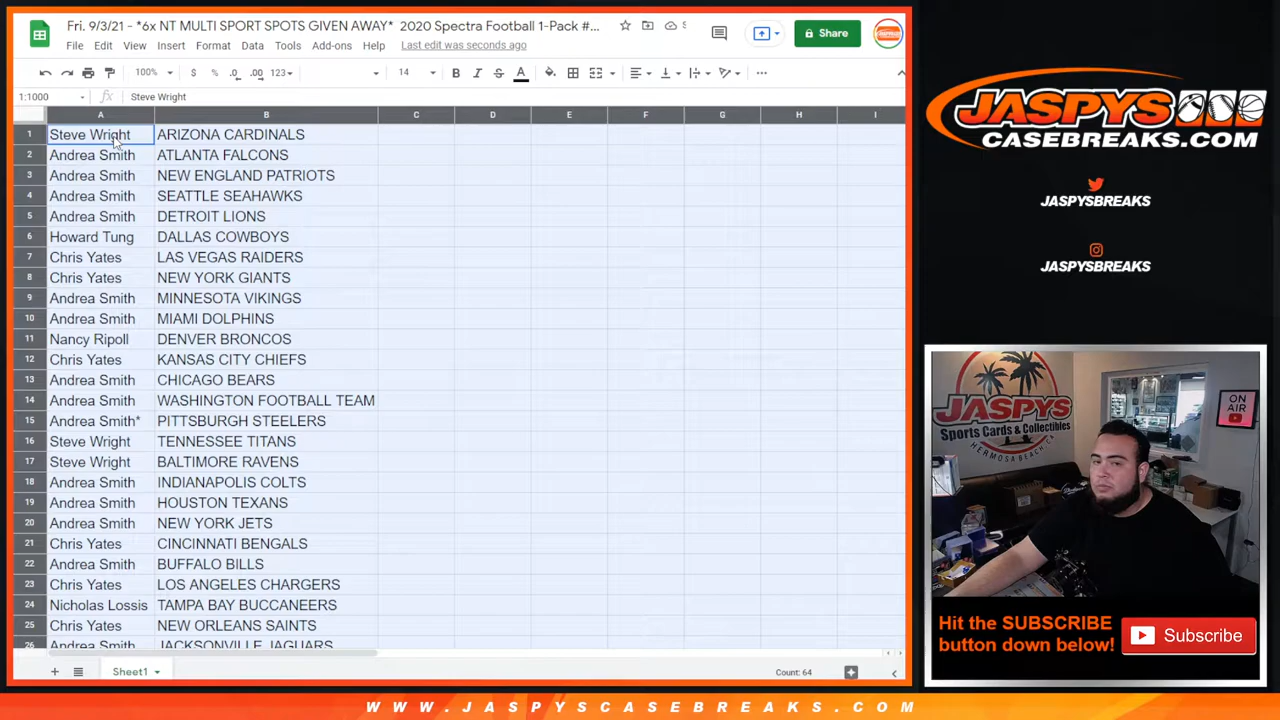 Fri. 9/3/21 - *6x NT MULTI SPORT SPOTS GIVEN AWAY* 2020 Spectra Football 1-Pack #...
Share
File Edit View Insert Format Data Tools Add-ons Help Last edit was seconds ago
100% $ % .0 .00 123 14 B I S A
1:1000 fx Steve Wright
A B C D E F G H I
1 Steve Wright ARIZONA CARDINALS
2 Andrea Smith ATLANTA FALCONS
3 Andrea Smith NEW ENGLAND PATRIOTS
4 Andrea Smith SEATTLE SEAHAWKS
5 Andrea Smith DETROIT LIONS
6 Howard Tung DALLAS COWBOYS
7 Chris Yates LAS VEGAS RAIDERS
8 Chris Yates NEW YORK GIANTS
9 Andrea Smith MINNESOTA VIKINGS
10 Andrea Smith MIAMI DOLPHINS
11 Nancy Ripoll DENVER BRONCOS
12 Chris Yates KANSAS CITY CHIEFS
13 Andrea Smith CHICAGO BEARS
14 Andrea Smith WASHINGTON FOOTBALL TEAM
15 Andrea Smith* PITTSBURGH STEELERS
16 Steve Wright TENNESSEE TITANS
17 Steve Wright BALTIMORE RAVENS
18 Andrea Smith INDIANAPOLIS COLTS
19 Andrea Smith HOUSTON TEXANS
20 Andrea Smith NEW YORK JETS
21 Chris Yates CINCINNATI BENGALS
22 Andrea Smith BUFFALO BILLS
23 Chris Yates LOS ANGELES CHARGERS
24 Nicholas Lossis TAMPA BAY BUCCANEERS
25 Chris Yates NEW ORLEANS SAINTS
26 Andrea Smith JACKSONVILLE JAGUARS
Sheet1
Count: 64
JASPYS
CASEBREAKS.COM
JASPYSBREAKS
JASPYSBREAKS
JASPYS
Sports Cards & Collectibles
HERMOSA BEACH, CA
ON
AIR
Hit the SUBSCRIBE
button down below!
Subscribe
WWW.JASPYSCASEBREAKS.COM